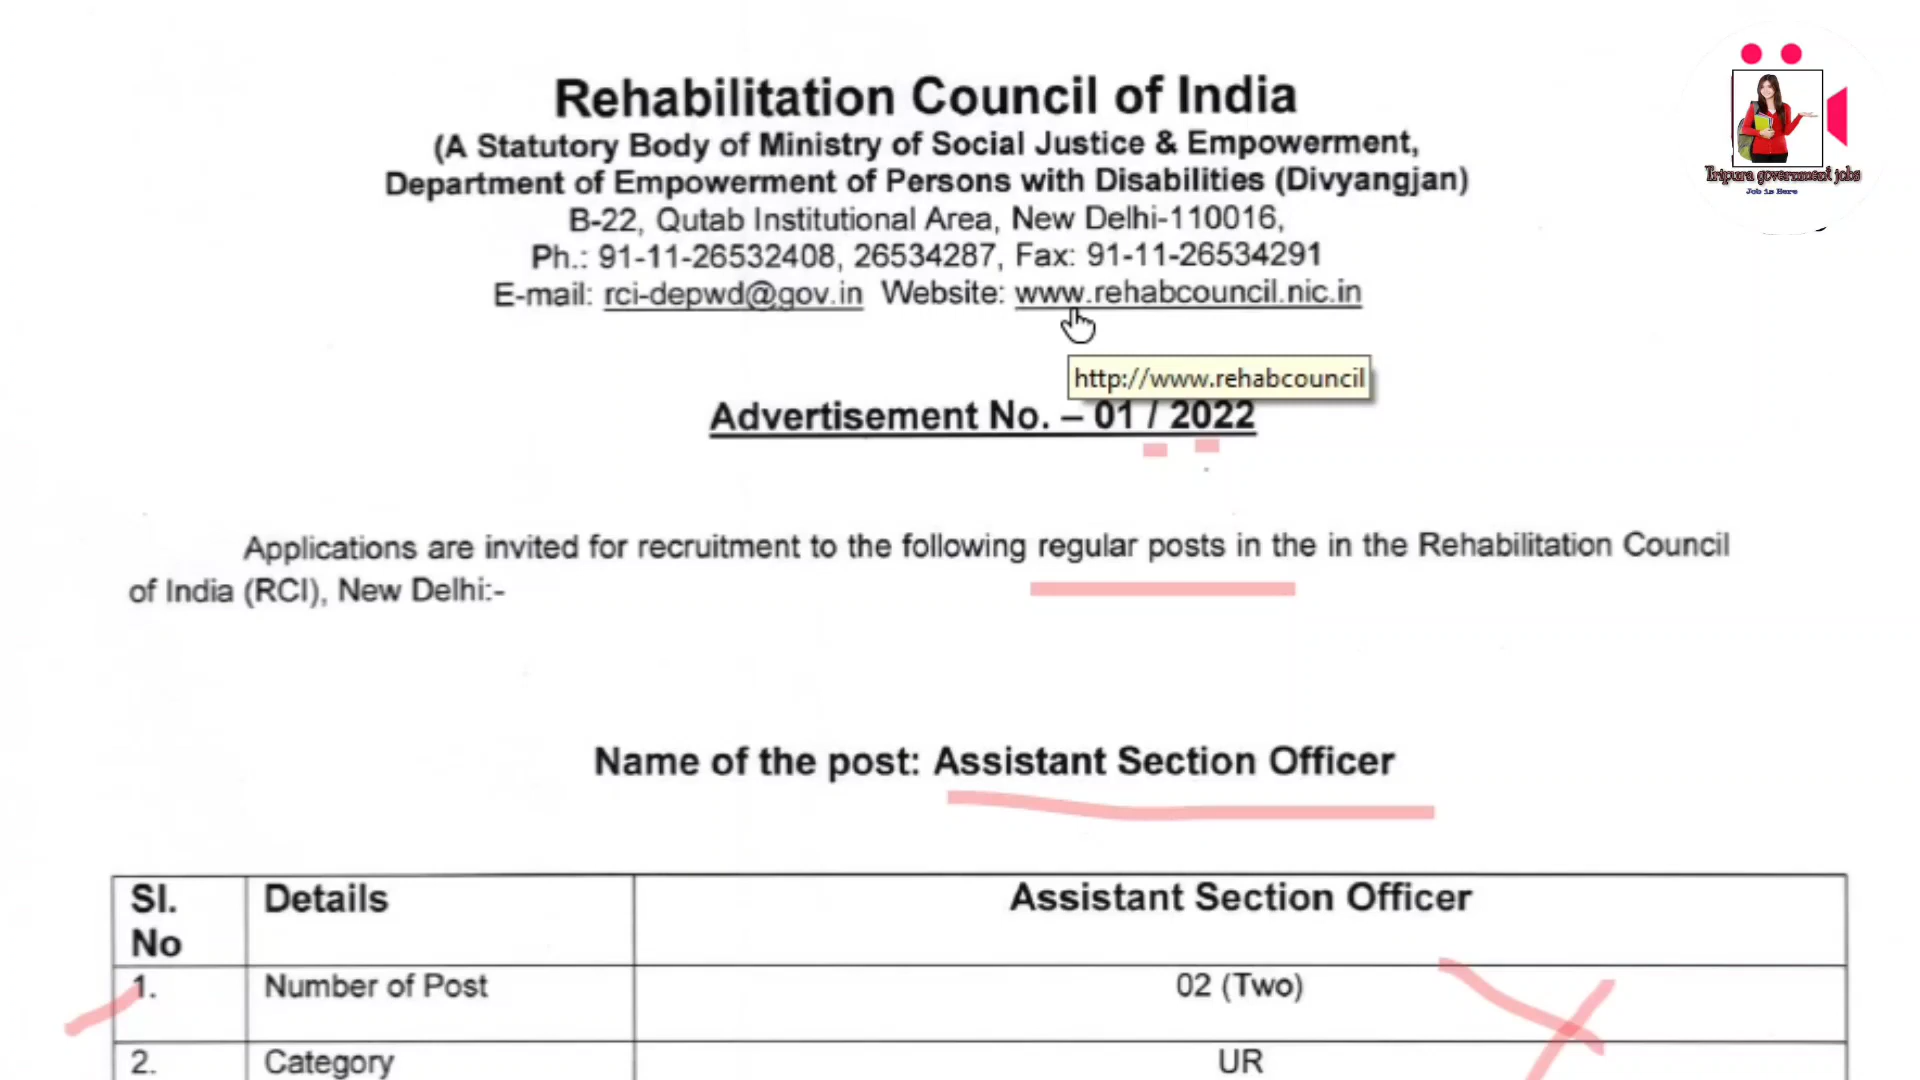 Rehabilitation Council of India
(A Statutory Body of Ministry of Social Justice & Empowerment,
Department of Empowerment of Persons with Disabilities (Divyangjan)
B-22, Qutab Institutional Area, New Delhi-110016,
Ph.: 91-11-26532408, 26534287, Fax: 91-11-26534291
E-mail: rci-depwd@gov.in Website: www.rehabcouncil.nic.in
Tripura government jobs
Job is Here
http://www.rehabcouncil
Advertisement No. – 01 / 2022
Applications are invited for recruitment to the following regular posts in the in the Rehabilitation Council
of India (RCI), New Delhi:-
Name of the post: Assistant Section Officer
Sl. No Details Assistant Section Officer
1. Number of Post 02 (Two)
2. Category UR